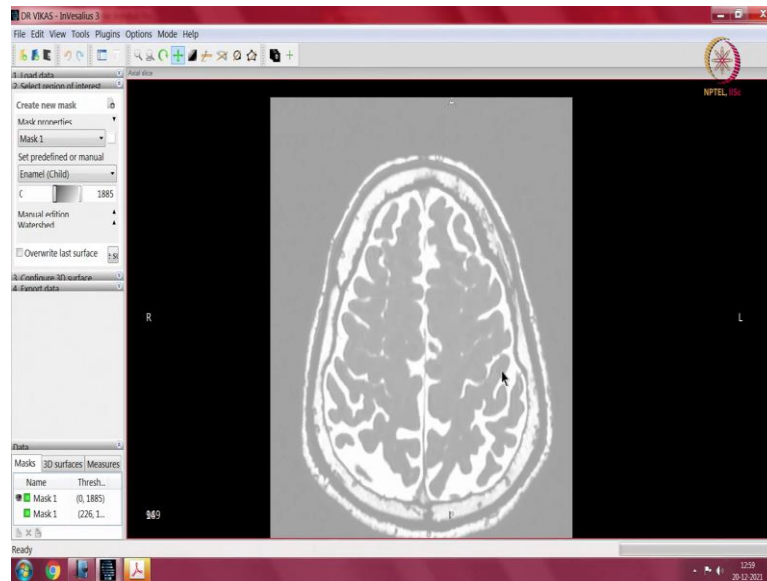 DR VIKAS - InVesalius 3
File Edit View Tools Plugins Options Mode Help
NPTEL, IISc
1. Load data
Axial slice
2. Select region of interest
Create new mask
Mask properties
Mask 1
Set predefined or manual
Enamel (Child)
1885
Manual edition
Watershed
Overwrite last surface
3. Configure 3D surface
4. Export data
R
L
Data
Masks 3D surfaces Measures
Name Thresh...
Mask 1 (0, 1885)
Mask 1 (226, 1...
Ready
12:59
20-12-2021